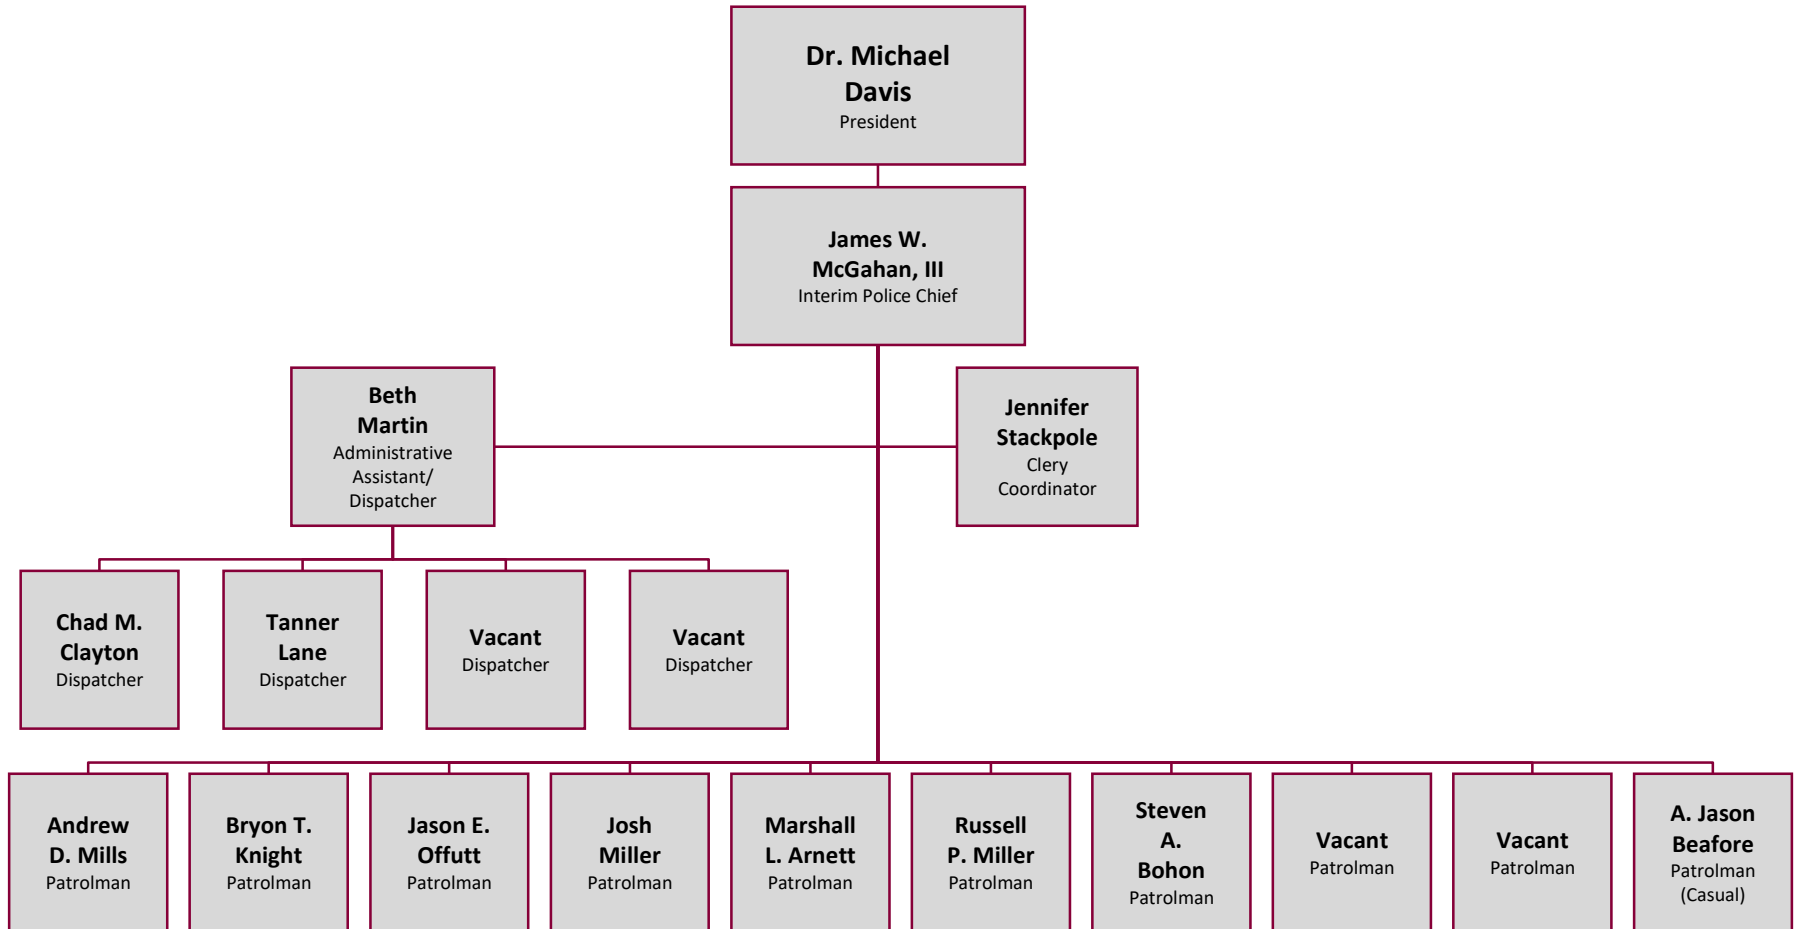 Dr. Michael
Davis
President
James W.
McGahan, III
Interim Police Chief
Beth
Martin
Administrative
Assistant/
Dispatcher
Jennifer
Stackpole
Clery
Coordinator
Chad M.
Clayton
Dispatcher
Tanner
Lane
Dispatcher
Vacant
Dispatcher
Vacant
Dispatcher
Andrew
D. Mills
Patrolman
Bryon T.
Knight
Patrolman
Jason E.
Offutt
Patrolman
Josh
Miller
Patrolman
Marshall
L. Arnett
Patrolman
Russell
P. Miller
Patrolman
Steven
A.
Bohon
Patrolman
Vacant
Patrolman
Vacant
Patrolman
A. Jason
Beafore
Patrolman
(Casual)